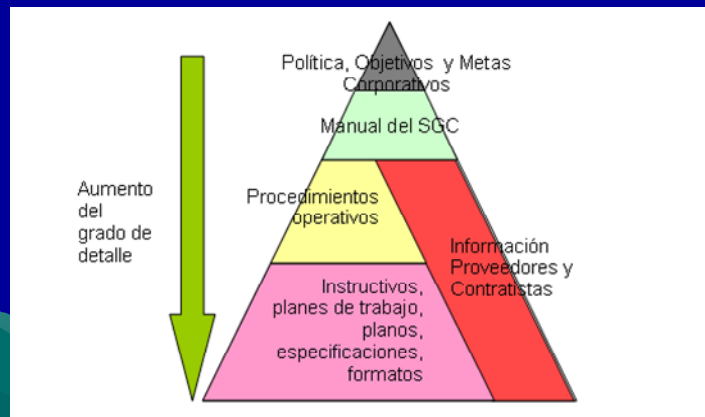 Política, Objetivos y Metas
Corporativos
Manual del SGC
Aumento
del
grado de
detalle
Procedimientos
operativos
Información
Proveedores y
Contratistas
Instructivos,
planes de trabajo,
planos,
especificaciones,
formatos